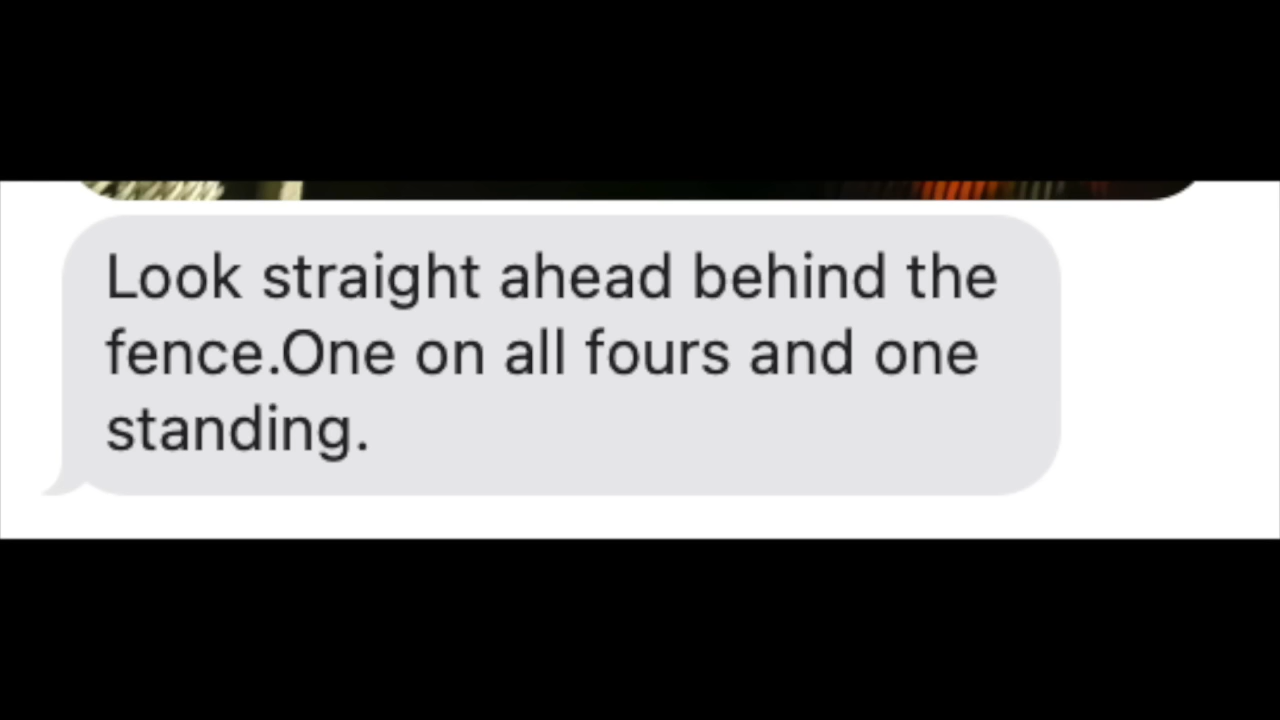 Look straight ahead behind the
fence.One on all fours and one
standing.